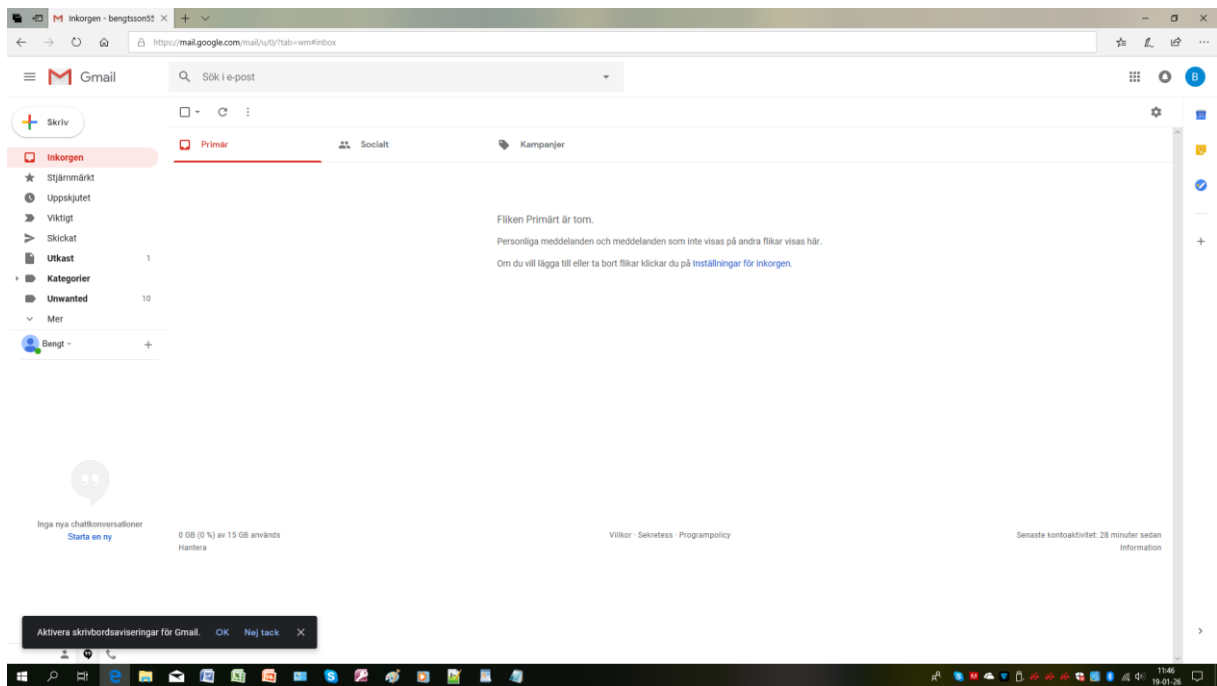 Inkorgen - bengtsson55
https://mail.google.com/mail/u/0/?tab=wm#inbox
Gmail
Sök i e-post
B
Skriv
Primär
Socialt
Kampanjer
Inkorgen
Stjärnmärkt
Uppskjutet
Viktigt
Skickat
Utkast 1
Kategorier
Unwanted 10
Mer
Bengt
Fliken Primärt är tom.
Personliga meddelanden och meddelanden som inte visas på andra flikar visas här.
Om du vill lägga till eller ta bort flikar klickar du på Inställningar för inkorgen.
Inga nya chattkonversationer
Starta en ny
0 GB (0 %) av 15 GB används
Hantera
Villkor · Sekretess · Programpolicy
Senaste kontoaktivitet: 28 minuter sedan
Information
Aktivera skrivbordsaviseringar för Gmail. OK Nej tack
11:46
19-01-26